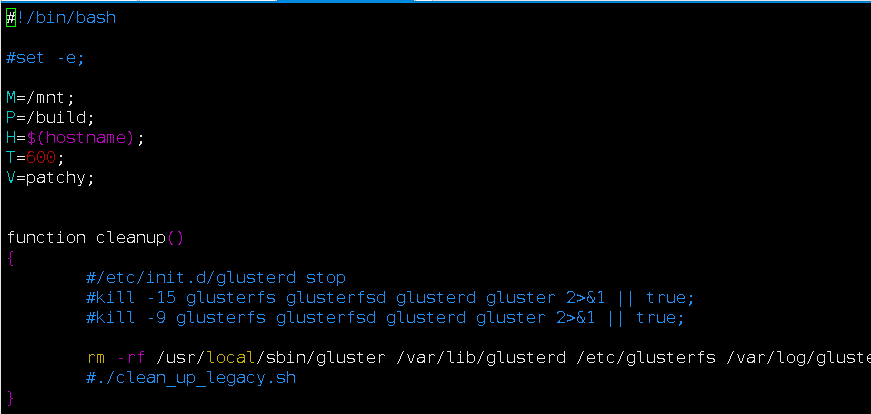 #!/bin/bash
#set -e;
M=/mnt;
P=/build;
H=$(hostname);
T=600;
V=patchy;
function cleanup()
{
#/etc/init.d/glusterd stop
#kill -15 glusterfs glusterfsd glusterd gluster 2>&1 || true;
#kill -9 glusterfs glusterfsd glusterd gluster 2>&1 || true;
rm -rf /usr/local/sbin/gluster /var/lib/glusterd /etc/glusterfs /var/log/gluste
#./clean_up_legacy.sh
}